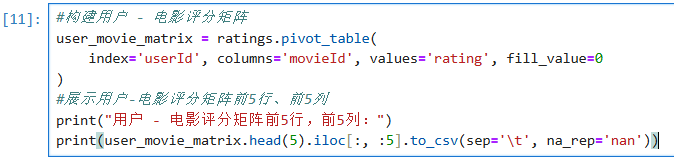 [11]:
#构建用户 - 电影评分矩阵
user_movie_matrix = ratings.pivot_table(
    index='userId', columns='movieId', values='rating', fill_value=0
)
#展示用户-电影评分矩阵前5行、前5列
print("用户 - 电影评分矩阵前5行，前5列：")
print(user_movie_matrix.head(5).iloc[:, :5].to_csv(sep='\t', na_rep='nan'))